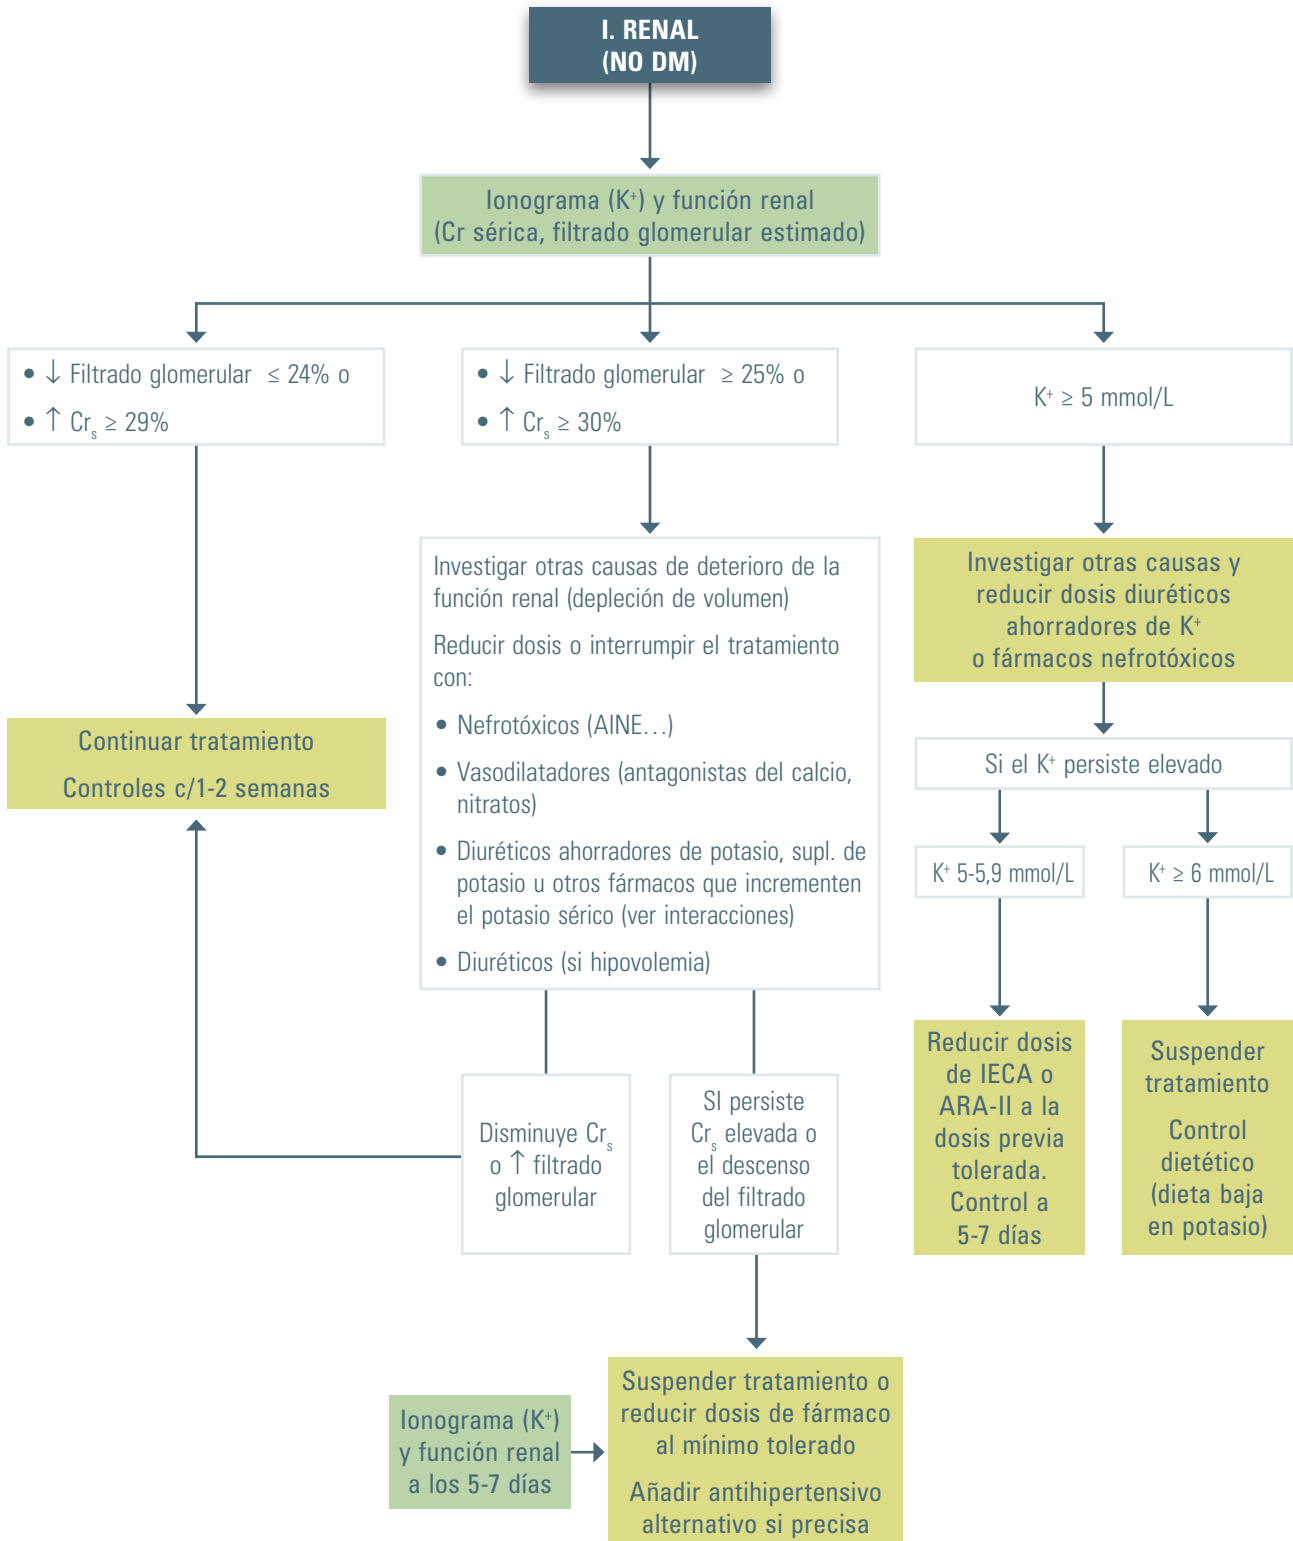 I. RENAL
(NO DM)
Ionograma (K⁺) y función renal
(Cr sérica, filtrado glomerular estimado)
• ↓ Filtrado glomerular ≤ 24% o
• ↑ Crₛ ≥ 29%
• ↓ Filtrado glomerular ≥ 25% o
• ↑ Crₛ ≥ 30%
K⁺ ≥ 5 mmol/L
Investigar otras causas de deterioro de la
función renal (depleción de volumen)
Reducir dosis o interrumpir el tratamiento
con:
• Nefrotóxicos (AINE…)
• Vasodilatadores (antagonistas del calcio,
nitratos)
• Diuréticos ahorradores de potasio, supl. de
potasio u otros fármacos que incrementen
el potasio sérico (ver interacciones)
• Diuréticos (si hipovolemia)
Investigar otras causas y
reducir dosis diuréticos
ahorradores de K⁺
o fármacos nefrotóxicos
Continuar tratamiento
Controles c/1-2 semanas
Si el K⁺ persiste elevado
K⁺ 5-5,9 mmol/L
K⁺ ≥ 6 mmol/L
Disminuye Crₛ
o ↑ filtrado
glomerular
SI persiste
Crₛ elevada o
el descenso
del filtrado
glomerular
Reducir dosis
de IECA o
ARA-II a la
dosis previa
tolerada.
Control a
5-7 días
Suspender
tratamiento
Control
dietético
(dieta baja
en potasio)
Ionograma (K⁺)
y función renal
a los 5-7 días
Suspender tratamiento o
reducir dosis de fármaco
al mínimo tolerado
Añadir antihipertensivo
alternativo si precisa